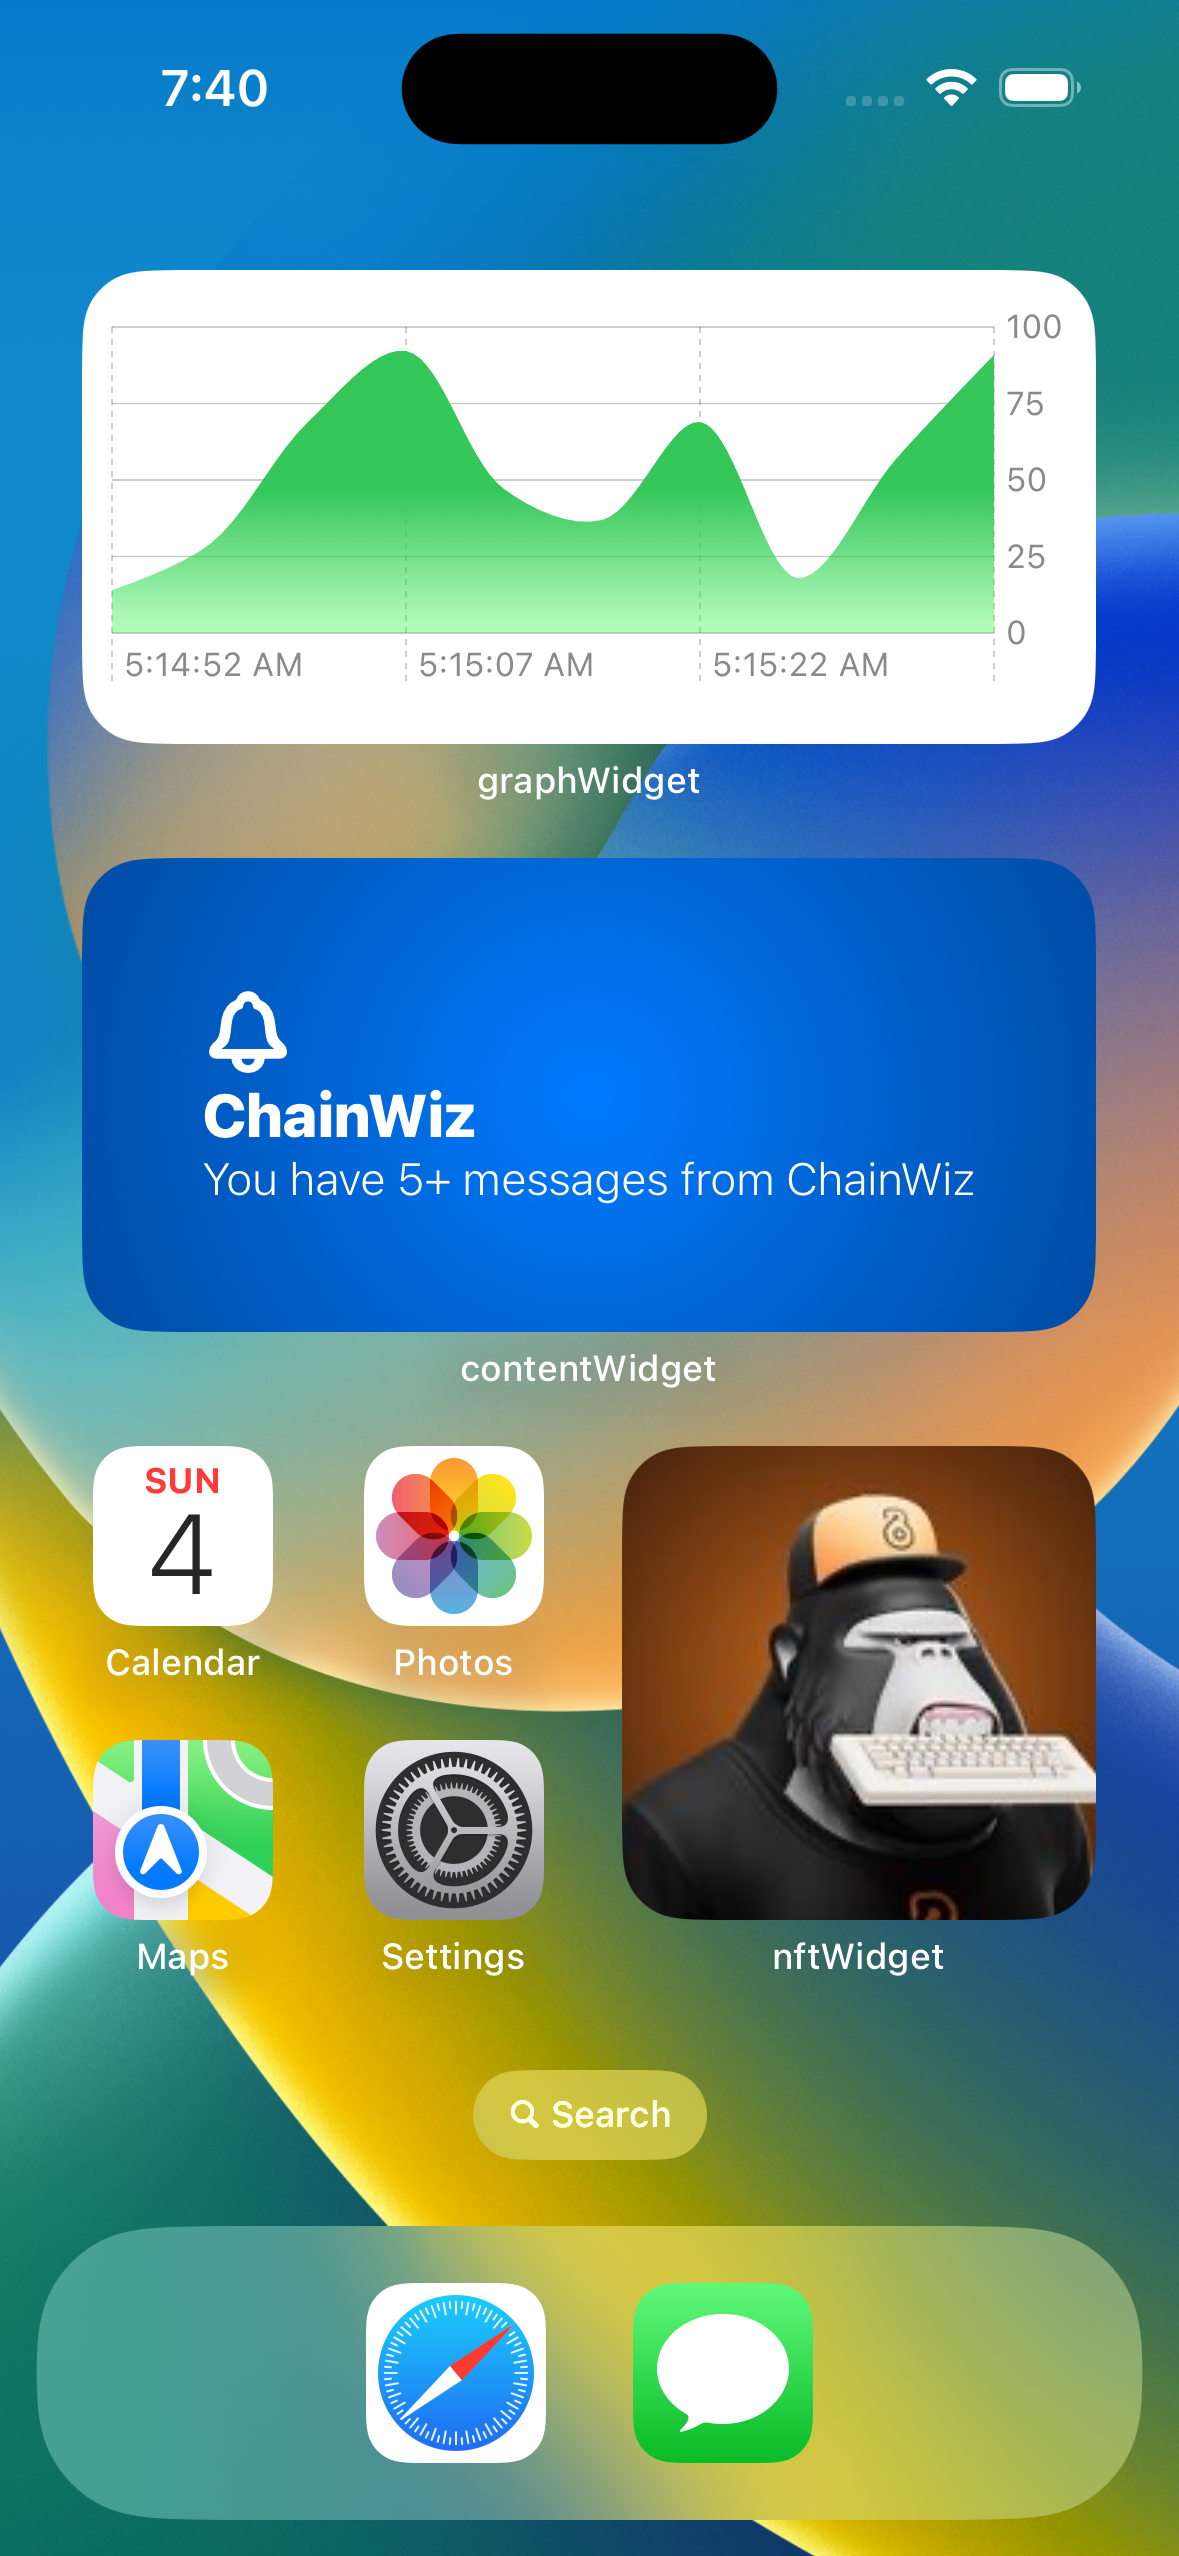 7:40
100
75
50
25
0
5:14:52 AM 5:15:07 AM 5:15:22 AM
graphWidget
ChainWiz
You have 5+ messages from ChainWiz
contentWidget
SUN
4
Calendar Photos
Maps Settings nftWidget
Search